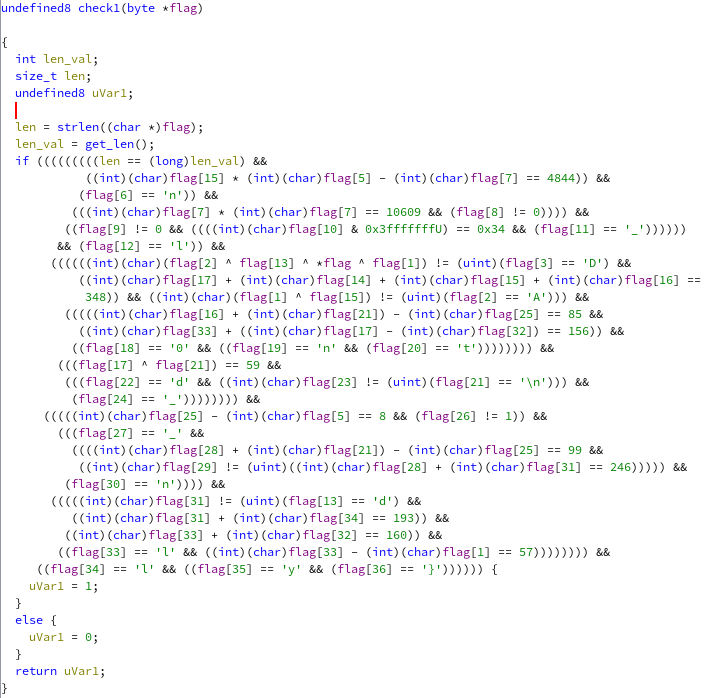 undefined8 check1(byte *flag)
{
int len_val;
size_t len;
undefined8 uVar1;
len = strlen((char *)flag);
len_val = get_len();
if (((((((((len == (long)len_val) &&
((int)(char)flag[15] * (int)(char)flag[5] - (int)(char)flag[7] == 4844)) &&
(flag[6] == 'n')) &&
(((int)(char)flag[7] * (int)(char)flag[7] == 10609 && (flag[8] != 0)))) &&
((flag[9] != 0 && ((((int)(char)flag[10] & 0x3fffffffU) == 0x34 && (flag[11] == '_'))))))
&& (flag[12] == 'l')) &&
((((((int)(char)(flag[2] ^ flag[13] ^ *flag ^ flag[1]) != (uint)(flag[3] == 'D') &&
((int)(char)flag[17] + (int)(char)flag[14] + (int)(char)flag[15] + (int)(char)flag[16] ==
348)) && ((int)(char)(flag[1] ^ flag[15]) != (uint)(flag[2] == 'A'))) &&
(((((int)(char)flag[16] + (int)(char)flag[21]) - (int)(char)flag[25] == 85 &&
((int)(char)flag[33] + ((int)(char)flag[17] - (int)(char)flag[32]) == 156)) &&
((flag[18] == '0' && ((flag[19] == 'n' && (flag[20] == 't')))))))) &&
(((flag[17] ^ flag[21]) == 59 &&
(((flag[22] == 'd' && ((int)(char)flag[23] != (uint)(flag[21] == '\n'))) &&
(flag[24] == '_')))))))) &&
(((((int)(char)flag[25] - (int)(char)flag[5] == 8 && (flag[26] != 1)) &&
(((flag[27] == '_' &&
((((int)(char)flag[28] + (int)(char)flag[21]) - (int)(char)flag[25] == 99 &&
((int)(char)flag[29] != (uint)((int)(char)flag[28] + (int)(char)flag[31] == 246))))) &&
(flag[30] == 'n')))) &&
(((((int)(char)flag[31] != (uint)(flag[13] == 'd') &&
((int)(char)flag[31] + (int)(char)flag[34] == 193)) &&
((int)(char)flag[33] + (int)(char)flag[32] == 160)) &&
((flag[33] == 'l' && ((int)(char)flag[33] - (int)(char)flag[1] == 57)))))))) &&
((flag[34] == 'l' && ((flag[35] == 'y' && (flag[36] == '}')))))) {
uVar1 = 1;
}
else {
uVar1 = 0;
}
return uVar1;
}